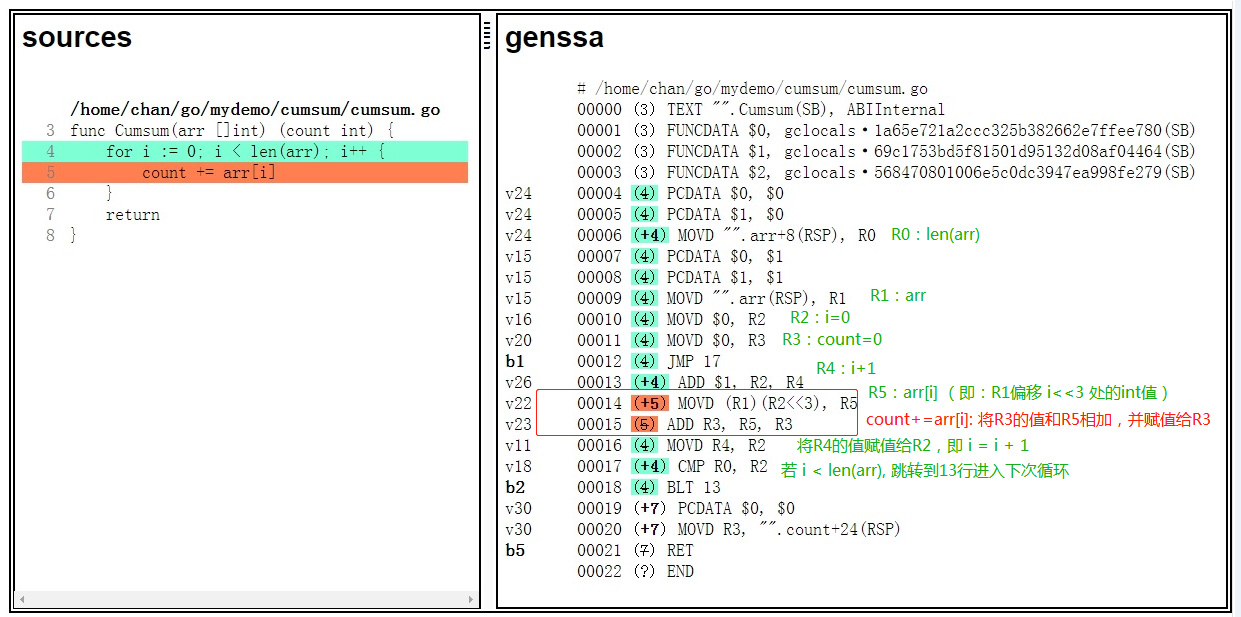 sources
/home/chan/go/mydemo/cumsum/cumsum.go
3 func Cumsum(arr []int) (count int) {
4 for i := 0; i < len(arr); i++ {
5 count += arr[i]
6 }
7 return
8 }
genssa
# /home/chan/go/mydemo/cumsum/cumsum.go
00000 (3) TEXT "".Cumsum(SB), ABIInternal
00001 (3) FUNCDATA $0, gclocals·1a65e721a2ccc325b382662e7ffee780(SB)
00002 (3) FUNCDATA $1, gclocals·69c1753bd5f81501d95132d08af04464(SB)
00003 (3) FUNCDATA $2, gclocals·568470801006e5c0dc3947ea998fe279(SB)
v24 00004 (4) PCDATA $0, $0
v24 00005 (4) PCDATA $1, $0
v24 00006 (+4) MOVD "".arr+8(RSP), R0 R0：len(arr)
v15 00007 (4) PCDATA $0, $1
v15 00008 (4) PCDATA $1, $1
v15 00009 (4) MOVD "".arr(RSP), R1 R1：arr
v16 00010 (4) MOVD $0, R2 R2：i=0
v20 00011 (4) MOVD $0, R3 R3：count=0
b1 00012 (4) JMP 17
v26 00013 (+4) ADD $1, R2, R4 R4：i+1
v22 00014 (+5) MOVD (R1)(R2<<3), R5 R5：arr[i]（即：R1偏移 i<<3 处的int值）
v23 00015 (5) ADD R3, R5, R3 count+=arr[i]: 将R3的值和R5相加，并赋值给R3
v11 00016 (4) MOVD R4, R2 将R4的值赋值给R2，即 i = i + 1
v18 00017 (+4) CMP R0, R2 若 i < len(arr), 跳转到13行进入下次循环
b2 00018 (4) BLT 13
v30 00019 (+7) PCDATA $0, $0
v30 00020 (+7) MOVD R3, "".count+24(RSP)
b5 00021 (7) RET
00022 (?) END